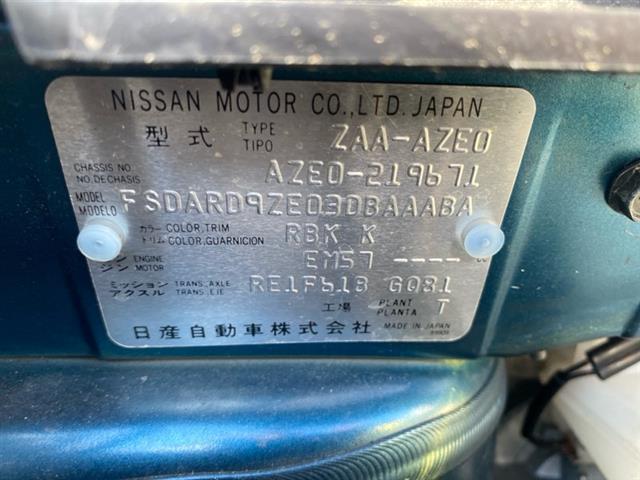 NISSAN MOTOR CO.,LTD. JAPAN
型式 TYPE TIPO ZAA-AZE0
CHASSIS NO. NO. DE CHASIS AZE0-219671
MODEL MODELO FSDARD9ZE03DBAAABA
カラー COLOR, TRIM トリム COLOR, GUARNICION RBK K
ENGINE ジン MOTOR EM57 ----
ミッション TRANS., AXLE アクスル TRANS., EJE RE1F61B G081
工場 PLANT PLANTA T
日産自動車株式会社 MADE IN JAPAN